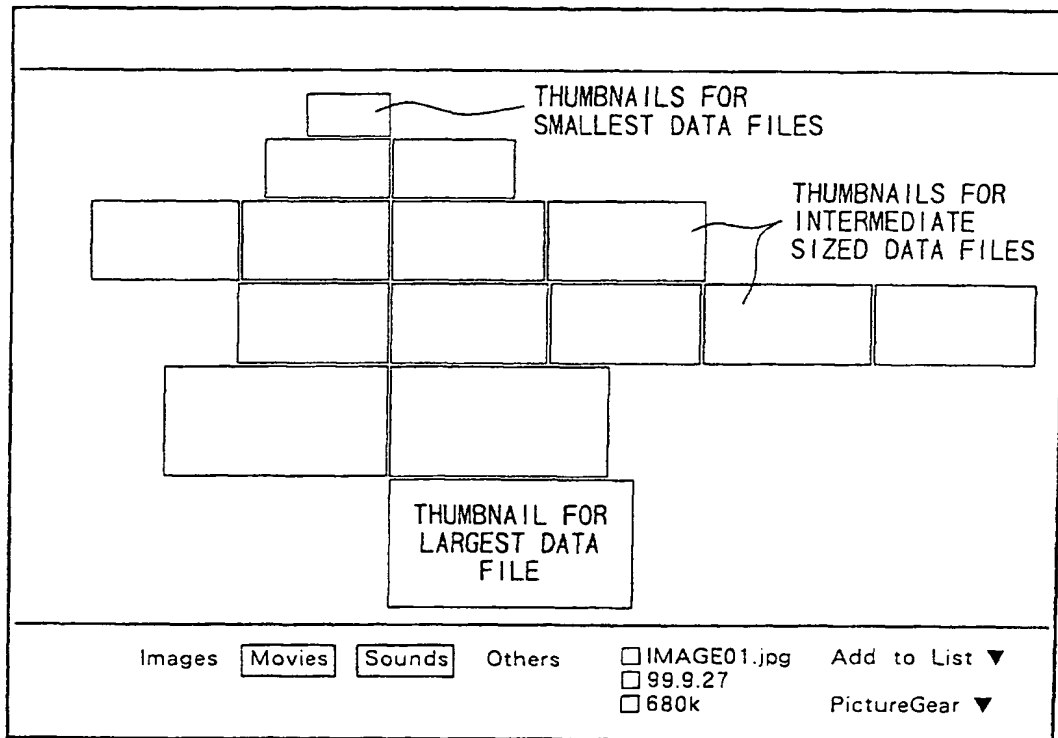 THUMBNAILS FOR
SMALLEST DATA FILES
THUMBNAILS FOR
INTERMEDIATE
SIZED DATA FILES
THUMBNAIL FOR
LARGEST DATA
FILE
Images Movies Sounds Others
IMAGE01.jpg
99.9.27
680k
Add to List ▼
PictureGear ▼